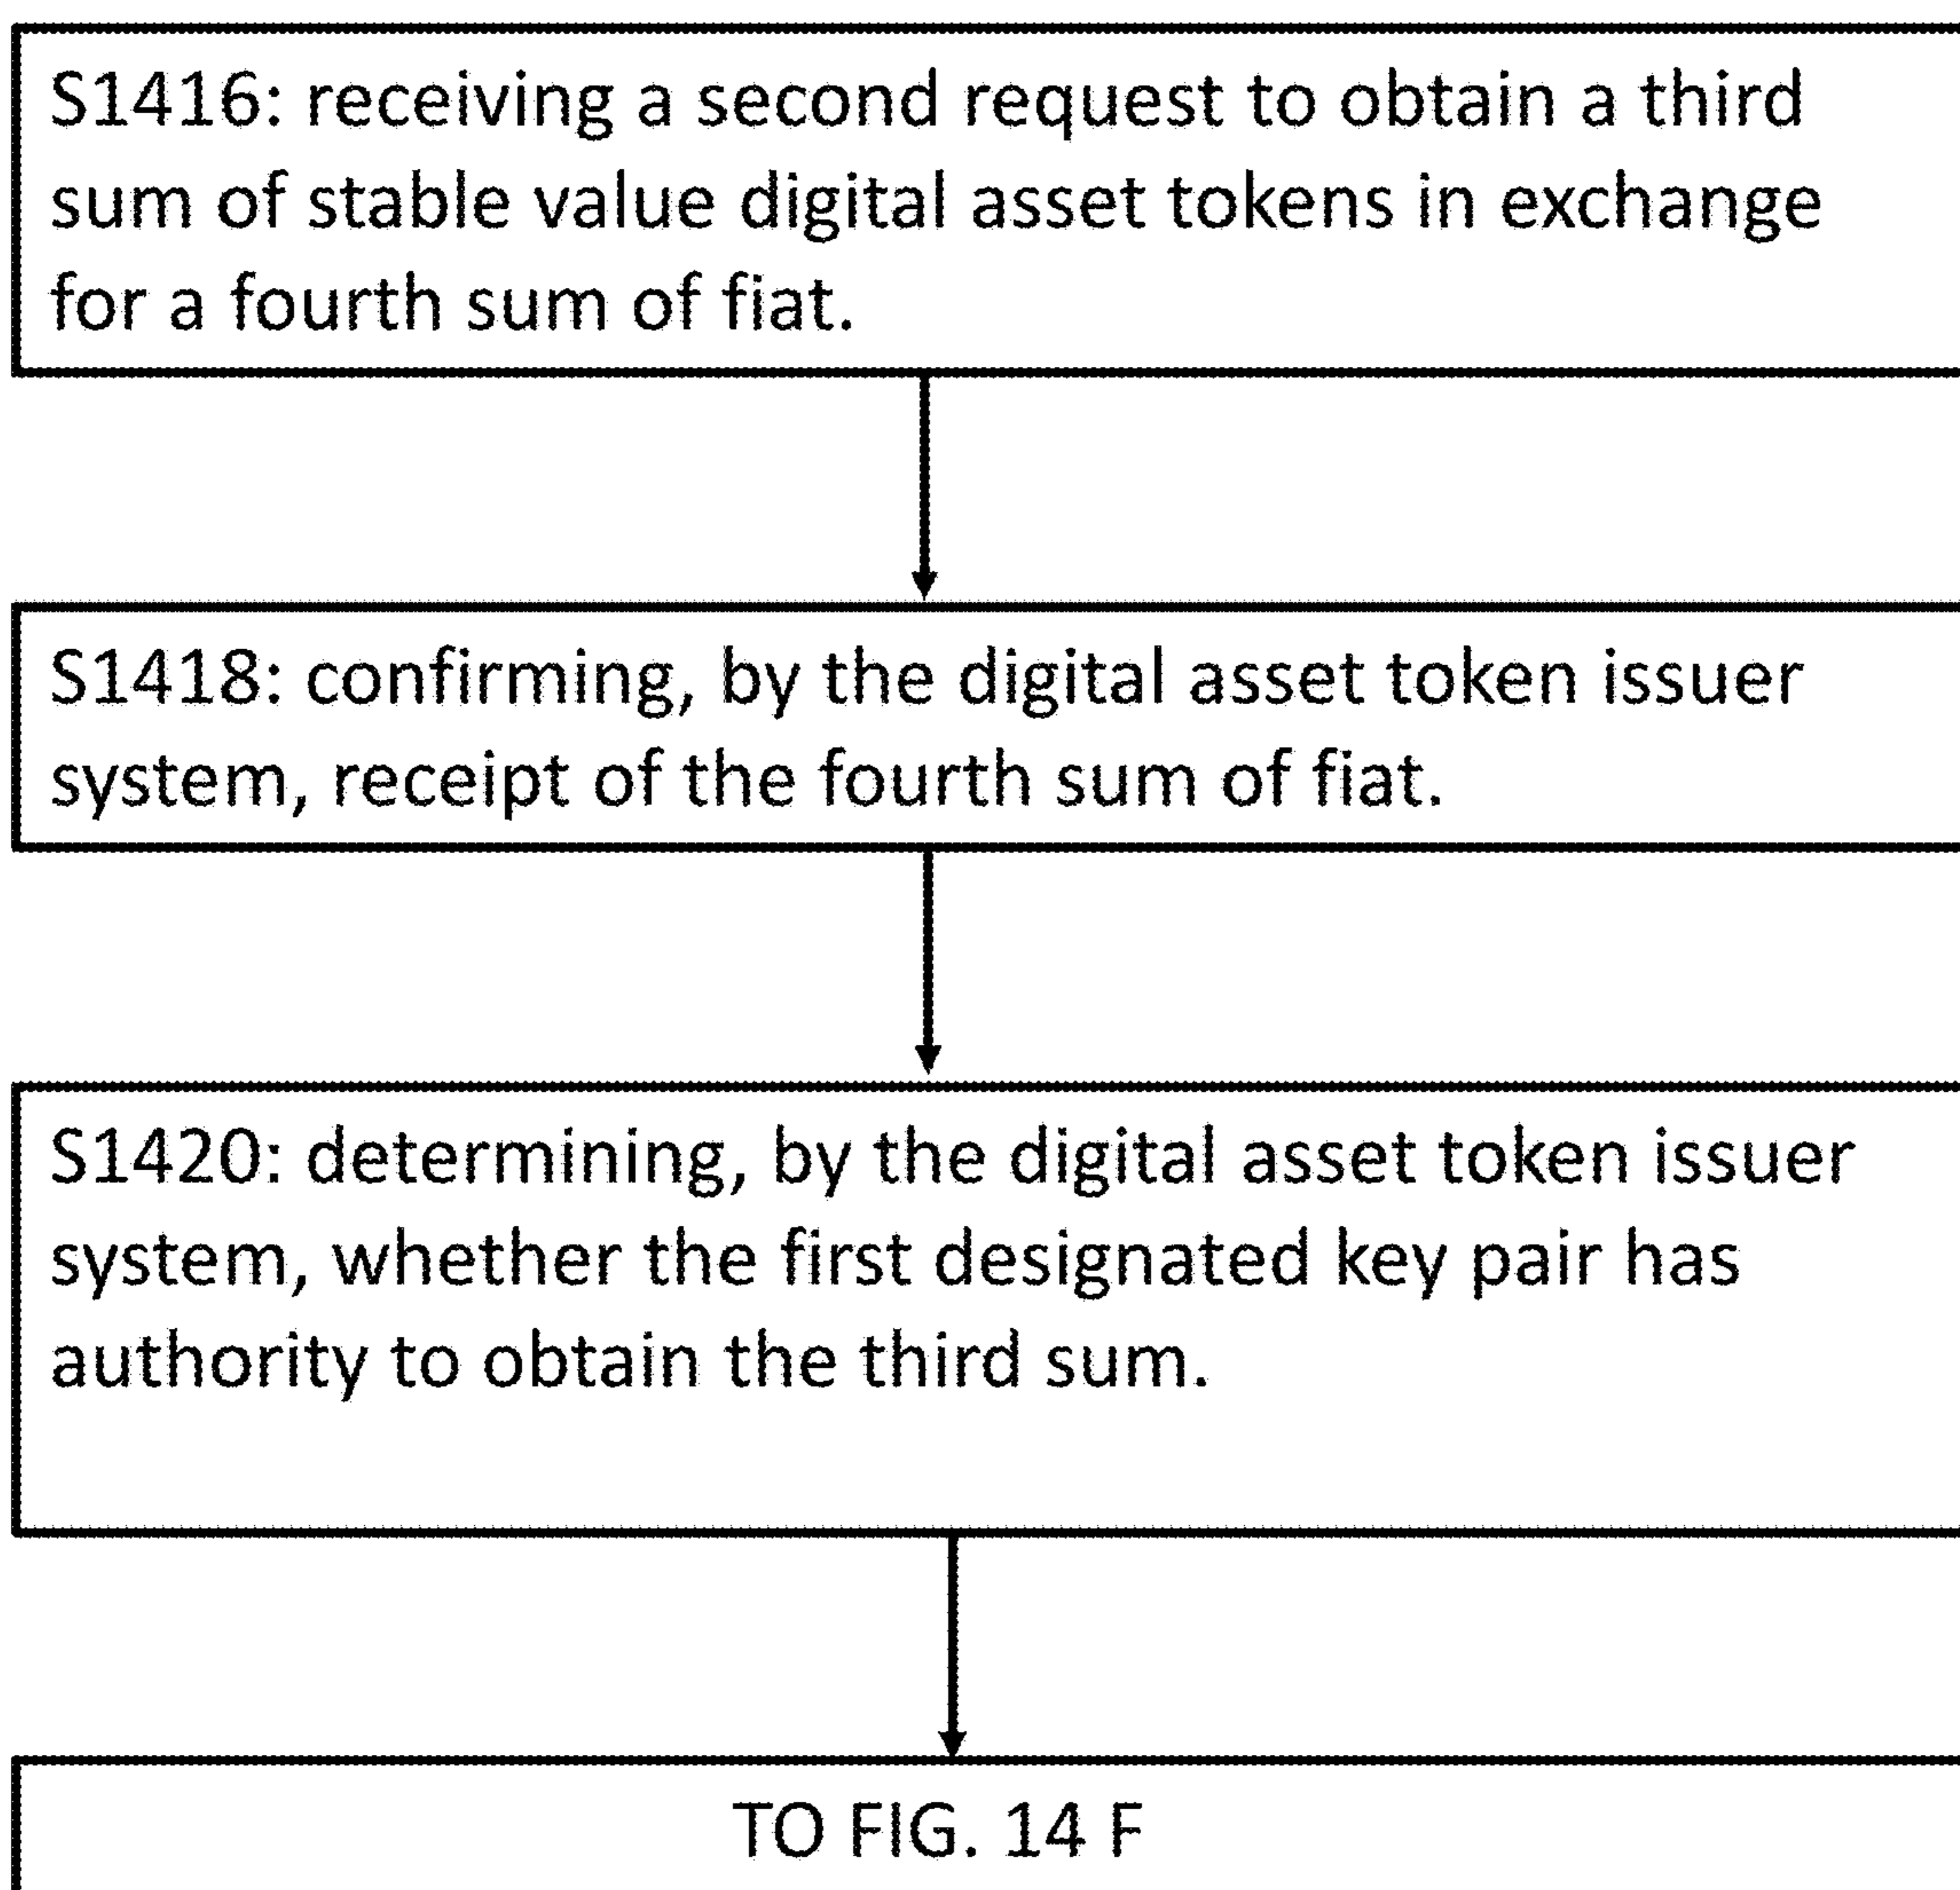 S1416: receiving a second request to obtain a third
sum of stable value digital asset tokens in exchange
for a fourth sum of fiat.
S1418: confirming, by the digital asset token issuer
system, receipt of the fourth sum of fiat.
S1420: determining, by the digital asset token issuer
system, whether the first designated key pair has
authority to obtain the third sum.
TO FIG. 14 F